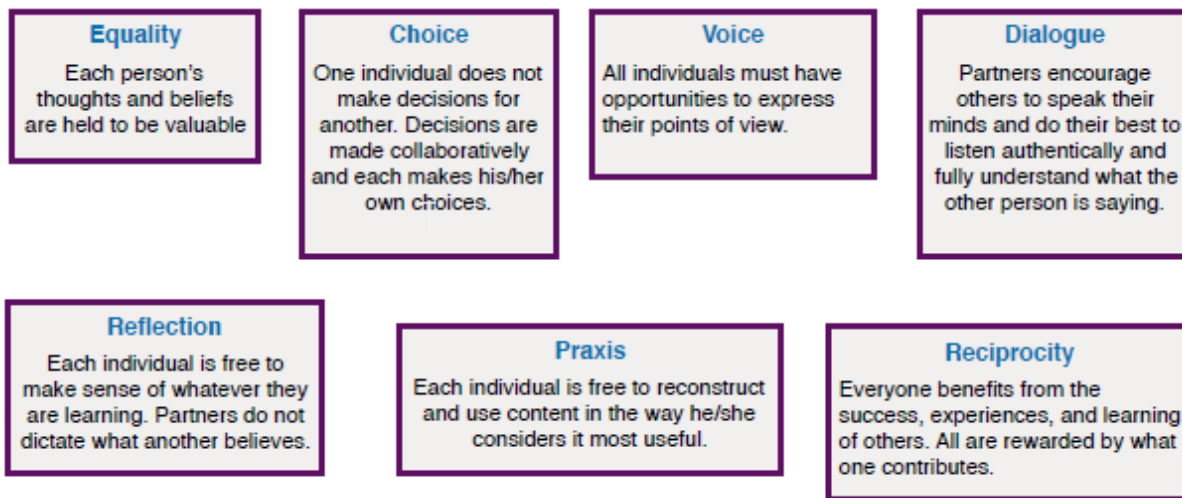 Equality
Each person's
thoughts and beliefs
are held to be valuable
Choice
One individual does not
make decisions for
another. Decisions are
made collaboratively
and each makes his/her
own choices.
Voice
All individuals must have
opportunities to express
their points of view.
Dialogue
Partners encourage
others to speak their
minds and do their best to
listen authentically and
fully understand what the
other person is saying.
Reflection
Each individual is free to
make sense of whatever they
are learning. Partners do not
dictate what another believes.
Praxis
Each individual is free to reconstruct
and use content in the way he/she
considers it most useful.
Reciprocity
Everyone benefits from the
success, experiences, and learning
of others. All are rewarded by what
one contributes.